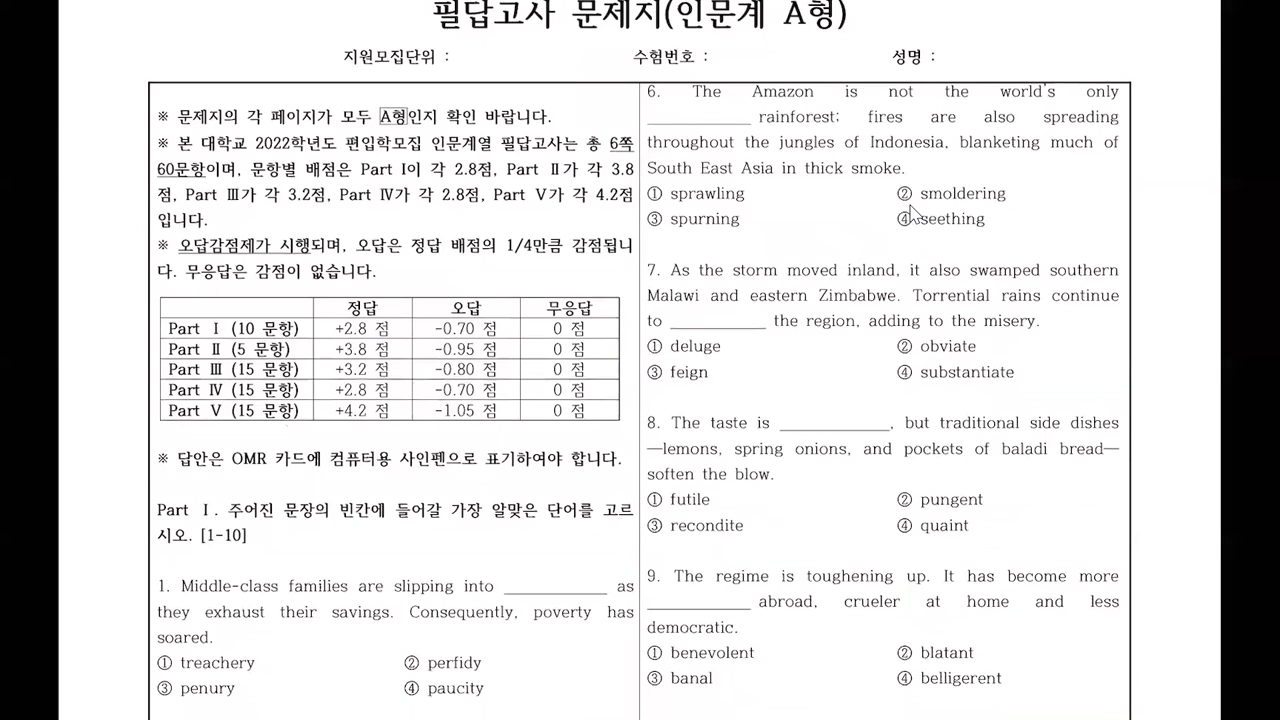 필답고사 문제지(인문계 A형)
지원모집단위 : 수험번호 : 성명 :
※ 문제지의 각 페이지가 모두 A형인지 확인 바랍니다.
※ 본 대학교 2022학년도 편입학모집 인문계열 필답고사는 총 6쪽
60문항이며, 문항별 배점은 Part Ⅰ이 각 2.8점, Part Ⅱ가 각 3.8
점, Part Ⅲ가 각 3.2점, Part Ⅳ가 각 2.8점, Part Ⅴ가 각 4.2점
입니다.
※ 오답감점제가 시행되며, 오답은 정답 배점의 1/4만큼 감점됩니
다. 무응답은 감점이 없습니다.
정답 오답 무응답
Part Ⅰ (10 문항) +2.8 점 -0.70 점 0 점
Part Ⅱ (5 문항) +3.8 점 -0.95 점 0 점
Part Ⅲ (15 문항) +3.2 점 -0.80 점 0 점
Part Ⅳ (15 문항) +2.8 점 -0.70 점 0 점
Part Ⅴ (15 문항) +4.2 점 -1.05 점 0 점
※ 답안은 OMR 카드에 컴퓨터용 사인펜으로 표기하여야 합니다.
Part Ⅰ. 주어진 문장의 빈칸에 들어갈 가장 알맞은 단어를 고르
시오. [1-10]
1. Middle-class families are slipping into ___________ as
they exhaust their savings. Consequently, poverty has
soared.
① treachery ② perfidy
③ penury ④ paucity
6. The Amazon is not the world's only
___________ rainforest; fires are also spreading
throughout the jungles of Indonesia, blanketing much of
South East Asia in thick smoke.
① sprawling ② smoldering
③ spurning ④ seething
7. As the storm moved inland, it also swamped southern
Malawi and eastern Zimbabwe. Torrential rains continue
to ___________ the region, adding to the misery.
① deluge ② obviate
③ feign ④ substantiate
8. The taste is ___________, but traditional side dishes
—lemons, spring onions, and pockets of baladi bread—
soften the blow.
① futile ② pungent
③ recondite ④ quaint
9. The regime is toughening up. It has become more
___________ abroad, crueler at home and less
democratic.
① benevolent ② blatant
③ banal ④ belligerent